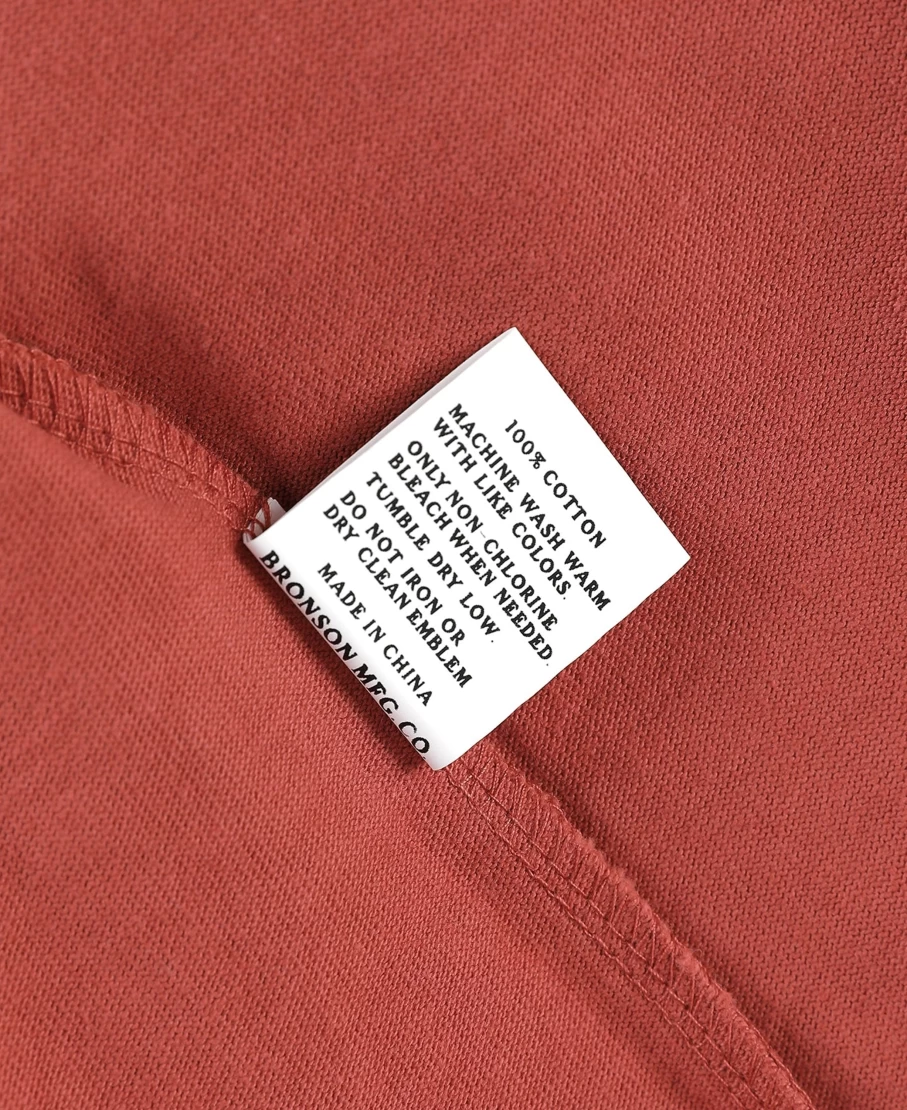 100% COTTON
MACHINE WASH WARM
WITH LIKE COLORS.
ONLY NON-CHLORINE
BLEACH WHEN NEEDED.
TUMBLE DRY LOW.
DO NOT IRON OR
DRY CLEAN EMBLEM
MADE IN CHINA
BRONSON MFG. CO